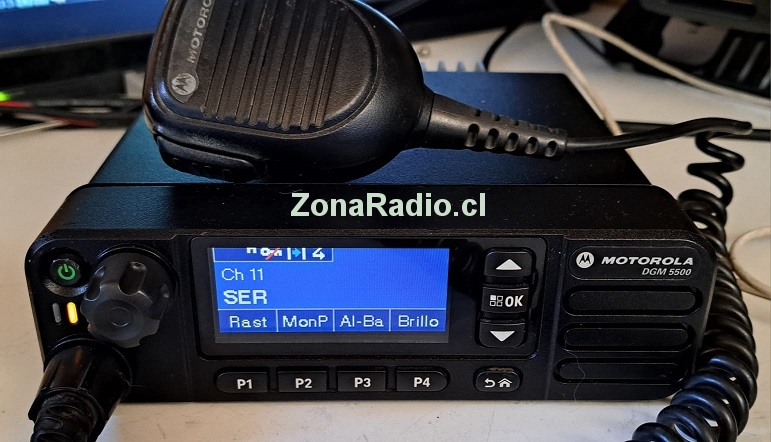 MOTOROLA
ZonaRadio.cl
4
Ch 11
SER
Rast MonP Al-Ba Brillo
OK
MOTOROLA
DGM 5500
P1 P2 P3 P4